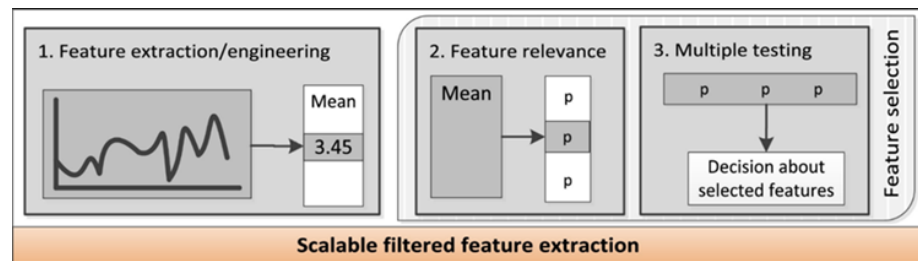 1. Feature extraction/engineering
Mean
3.45
2. Feature relevance
Mean
p
p
p
3. Multiple testing
p p p
Decision about
selected features
Feature selection
Scalable filtered feature extraction